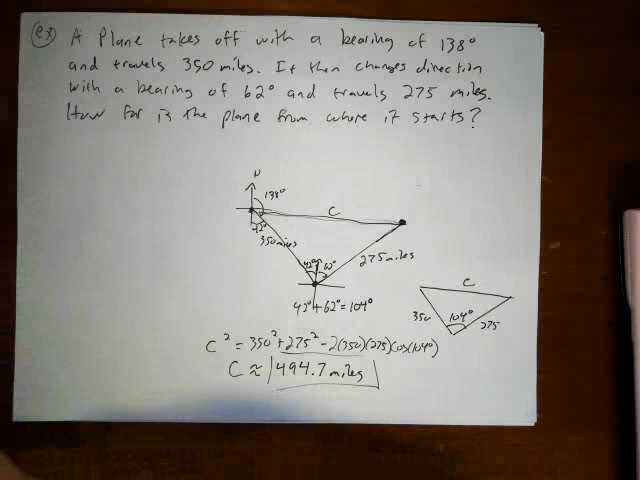 ex) A Plane takes off with a bearing of 138°
and travels 350 miles. It then changes direction
with a bearing of 62° and travels 275 miles.
How far is the plane from where it starts?
N
138°
C
42°
350 miles
42° 62°
275 miles
42° + 62° = 104°
C
350 104° 275
C² = 350² + 275² - 2(350)(275)cos(104°)
C ≈ 494.7 miles